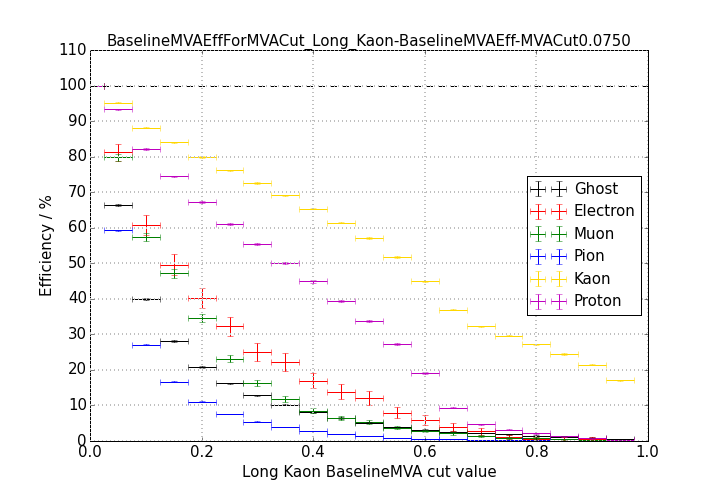 BaselineMVAEffForMVACut_Long_Kaon-BaselineMVAEff-MVACut0.0750
110
100
90
80
70
60
50
40
30
20
10
0
Efficiency / %
Ghost
Electron
Muon
Pion
Kaon
Proton
0.0 0.2 0.4 0.6 0.8 1.0
Long Kaon BaselineMVA cut value